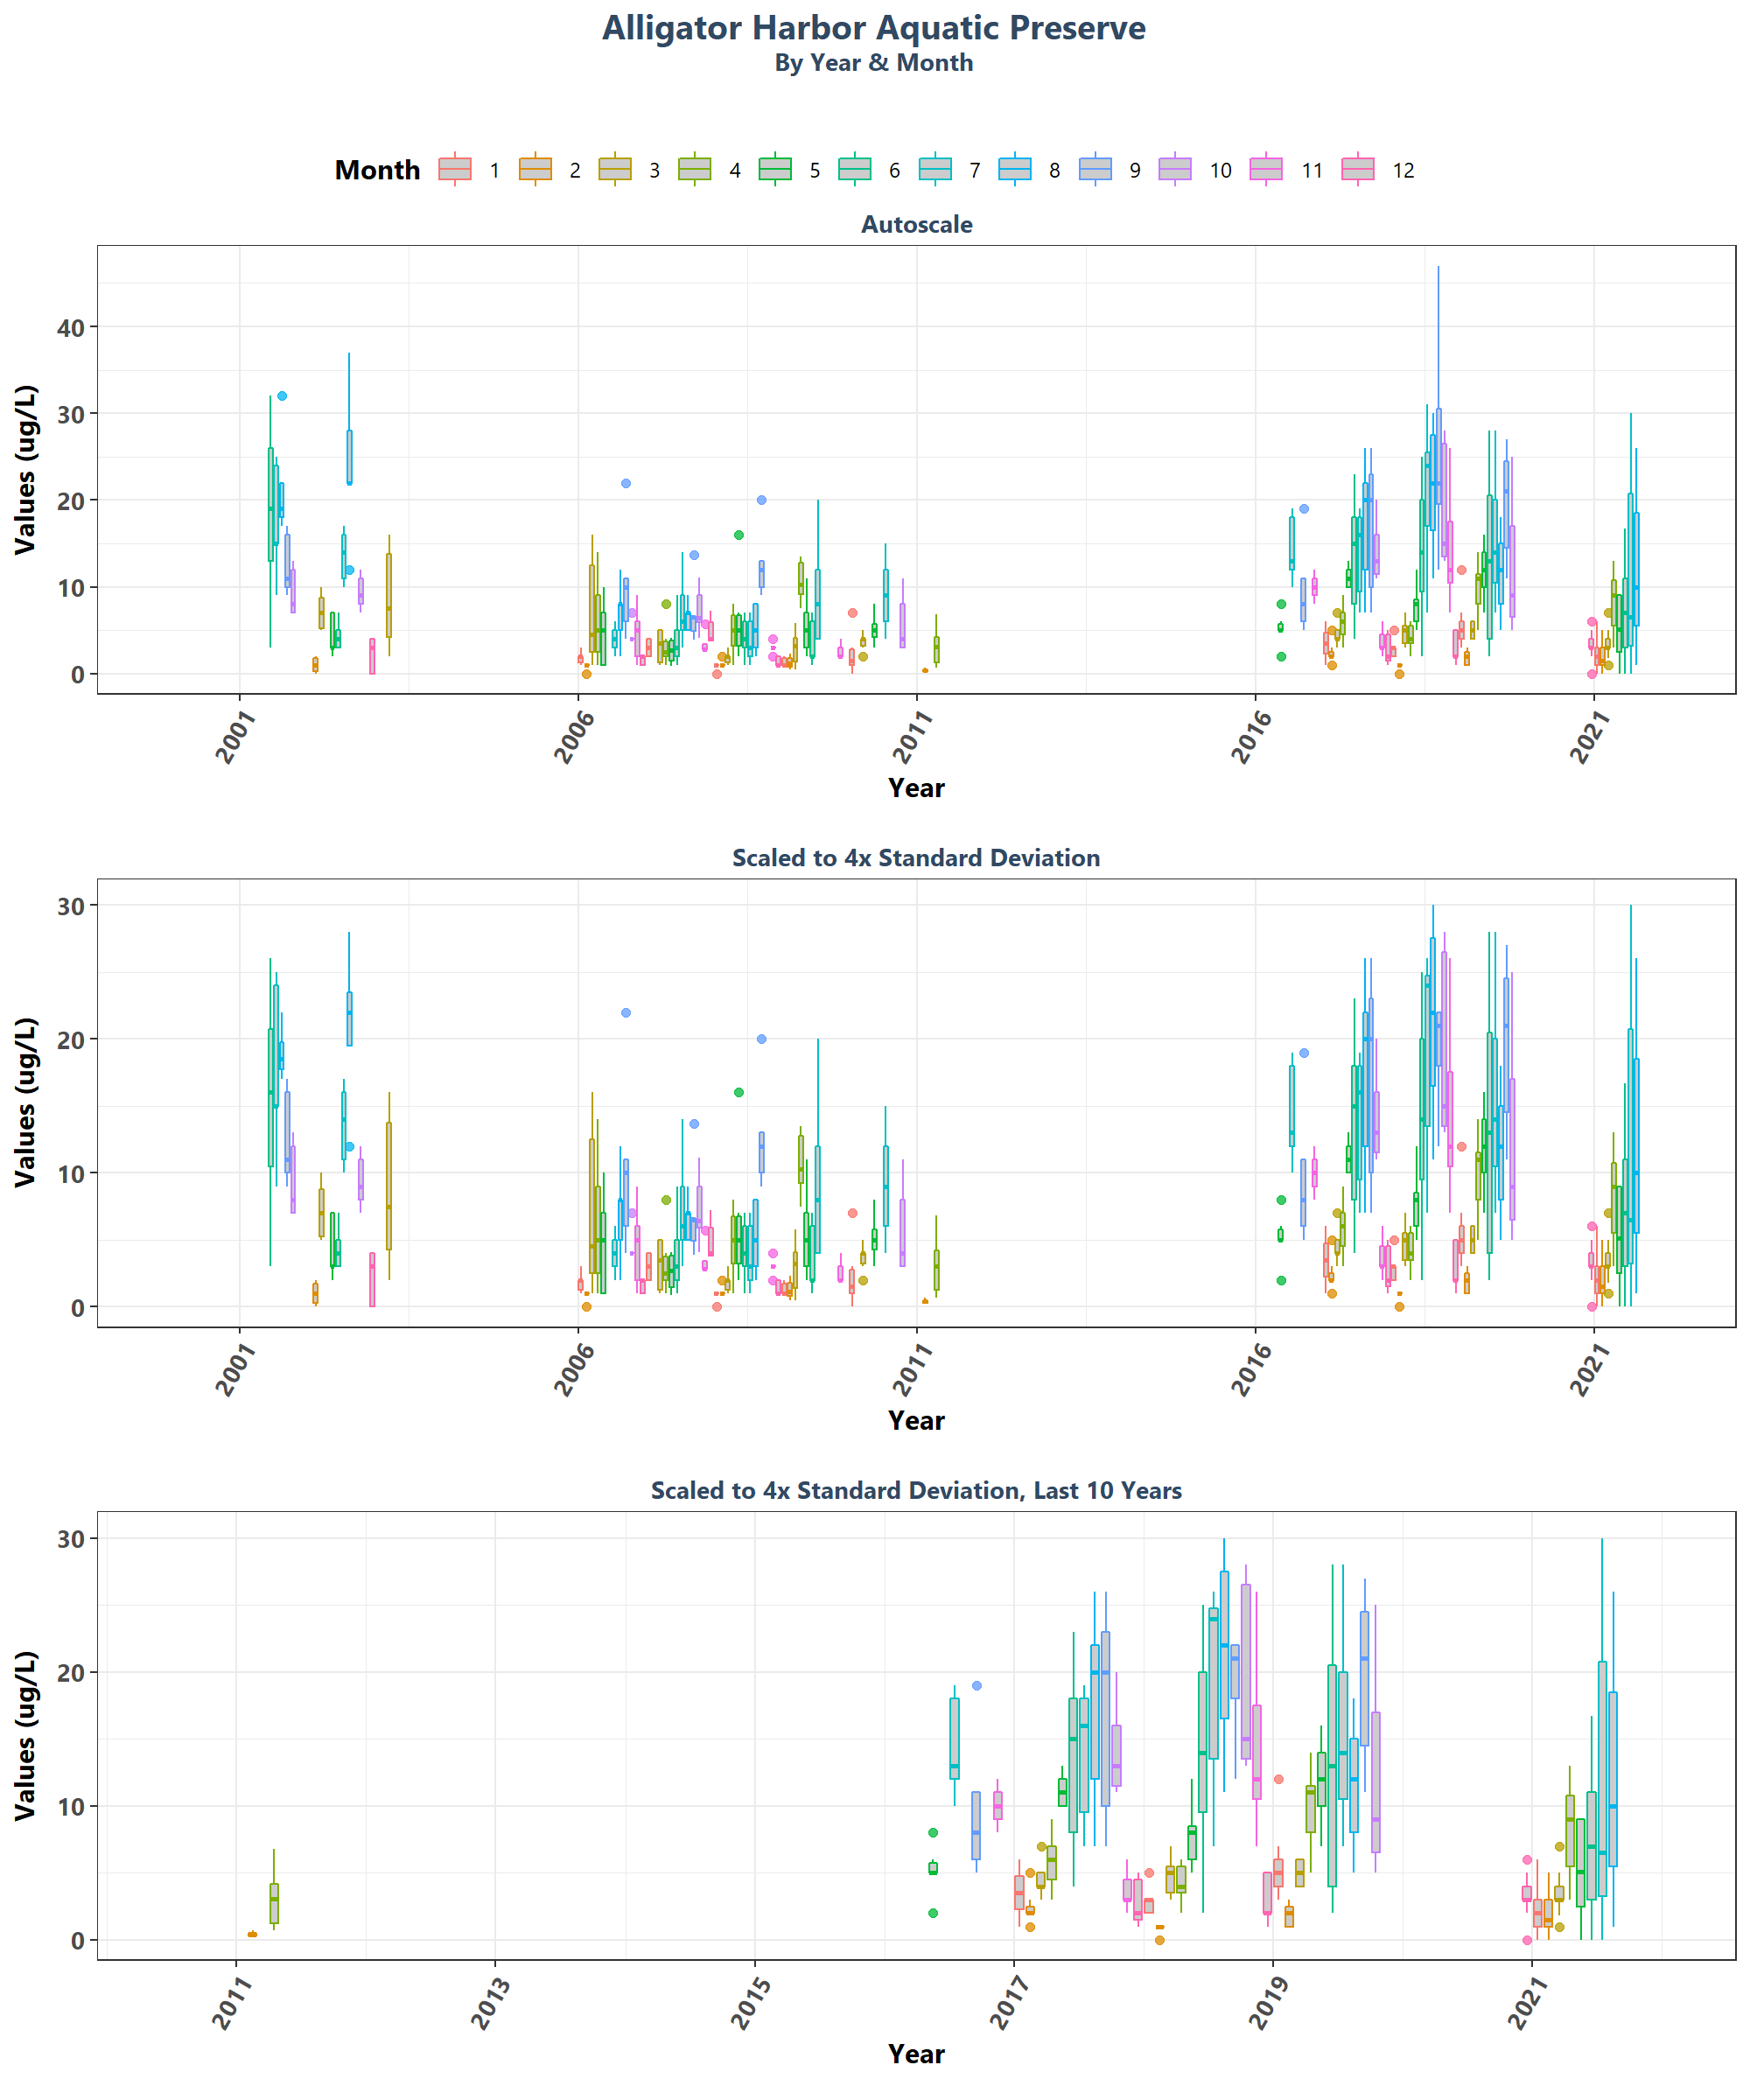 Alligator Harbor Aquatic Preserve
By Year & Month
Month 1 2 3 4 5 6 7 8 9 10 11 12
Autoscale
Values (ug/L)
40
30
20
10
0
2001 2006 2011 2016 2021
Year
Scaled to 4x Standard Deviation
Values (ug/L)
30
20
10
0
2001 2006 2011 2016 2021
Year
Scaled to 4x Standard Deviation, Last 10 Years
Values (ug/L)
30
20
10
0
2011 2013 2015 2017 2019 2021
Year